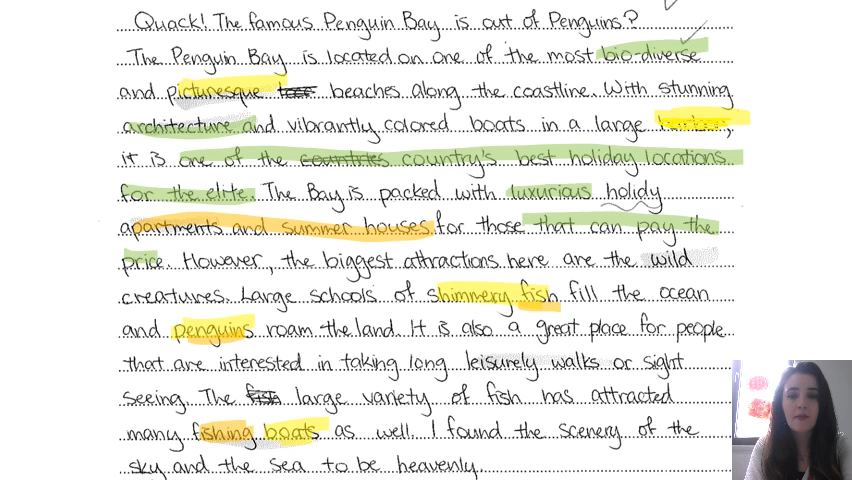 Quack! The famous Penguin Bay is out of Penguins?
The Penguin Bay is located on one of the most bio-diverse
and picturesque beaches along the coastline. With stunning
architecture and vibrantly colored boats in a large
it is one of the countries country's best holiday locations
for the elite. The Bay is packed with luxurious holidy
apartments and summer houses for those that can pay the
price. However, the biggest attractions here are the wild
creatures. Large schools of shimmery fish fill the ocean
and penguins roam the land. It is also a great place for people
that are interested in taking long leisurely walks or sight
seeing. The fish large variety of fish has attracted
many fishing boats as well. I found the scenery of the
sky and the sea to be heavenly.